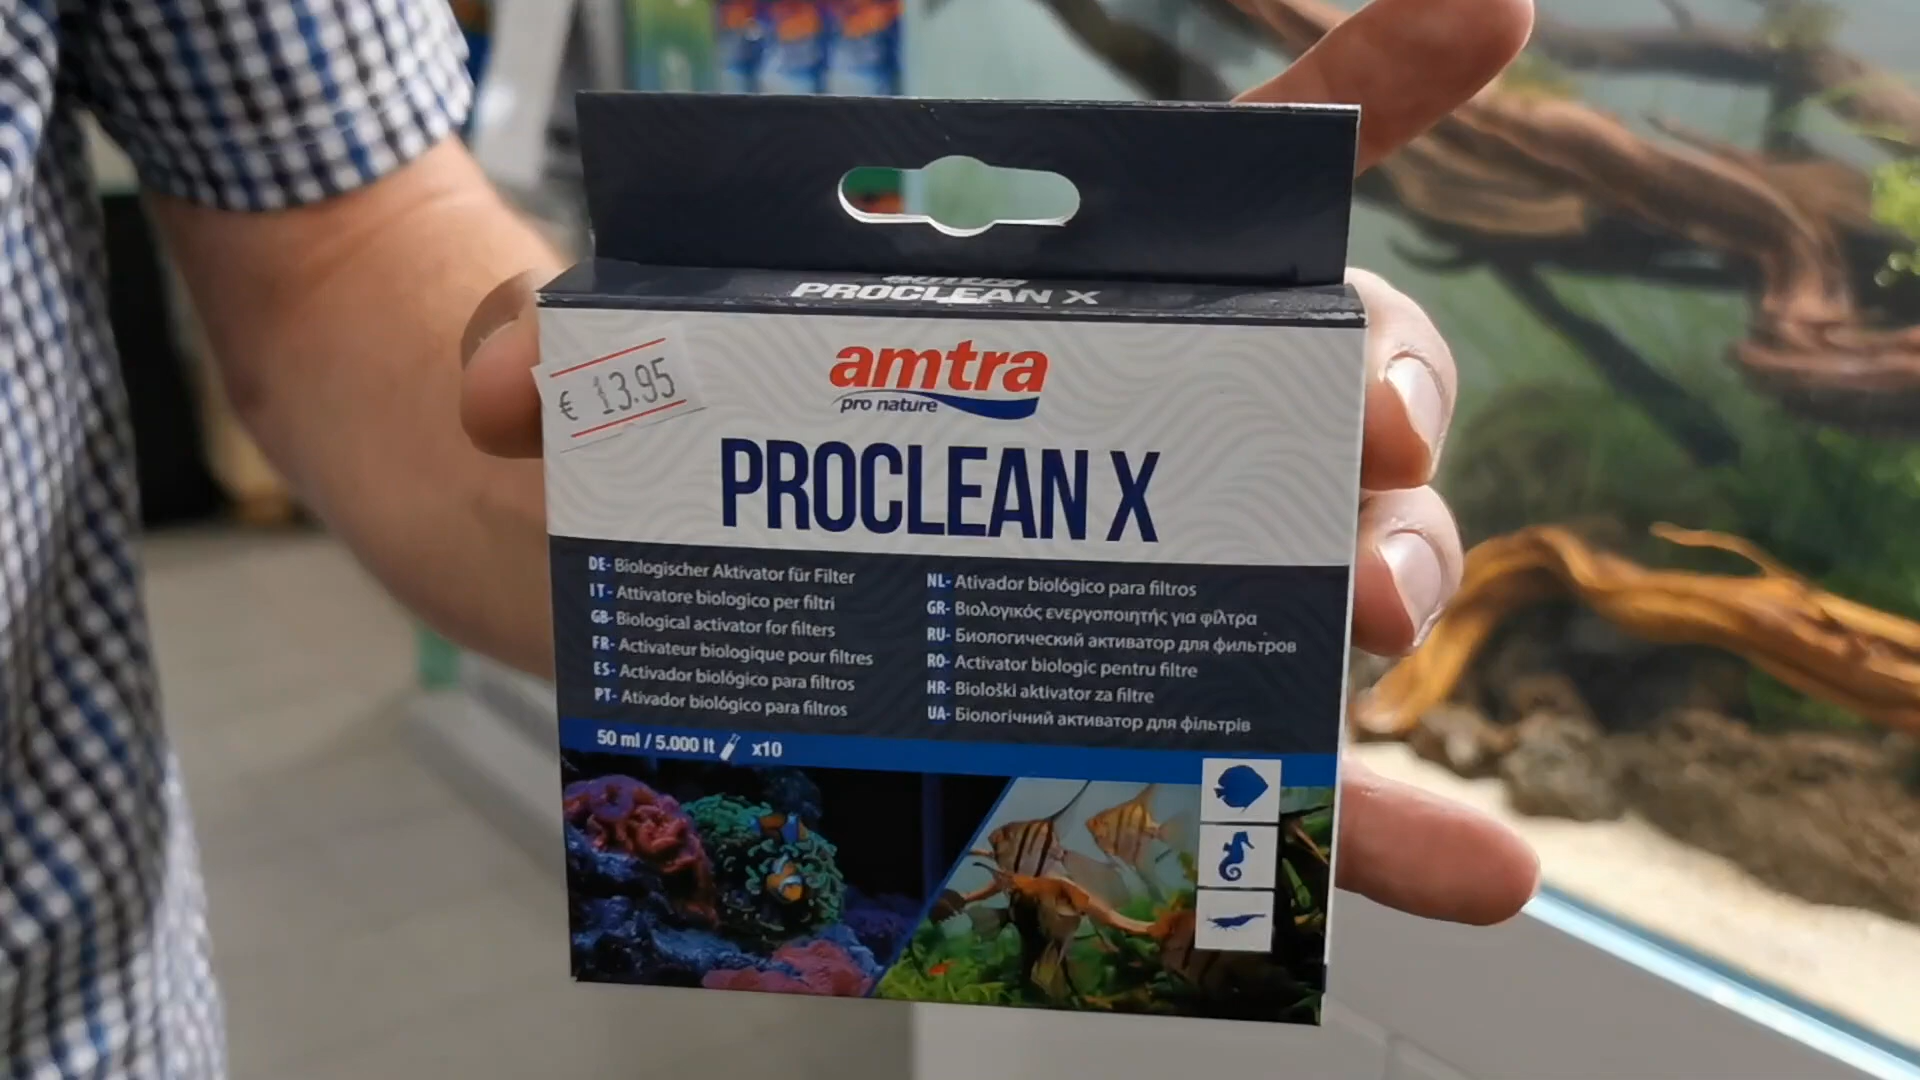 PROCLEAN X
€ 13.95
amtra
pro nature
PROCLEAN X
DE- Biologischer Aktivator für Filter
IT- Attivatore biologico per filtri
GB- Biological activator for filters
FR- Activateur biologique pour filtres
ES- Activador biológico para filtros
PT- Ativador biológico para filtros
NL- Ativador biológico para filtros
GR- Βιολογικός ενεργοποιητής για φίλτρα
RU- Биологический активатор для фильтров
RO- Activator biologic pentru filtre
HR- Biološki aktivator za filtre
UA- Біологічний активатор для фільтрів
50 ml / 5.000 lt x10